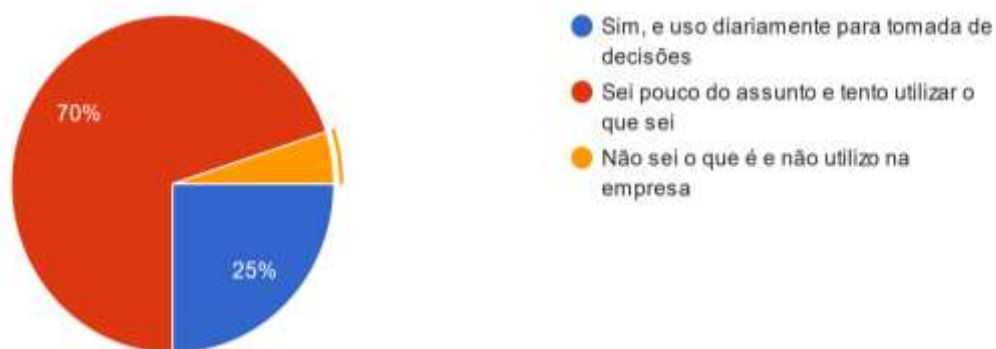 70%
25%
Sim, e uso diariamente para tomada de
decisões
Sei pouco do assunto e tento utilizar o
que sei
Não sei o que é e não utilizo na
empresa